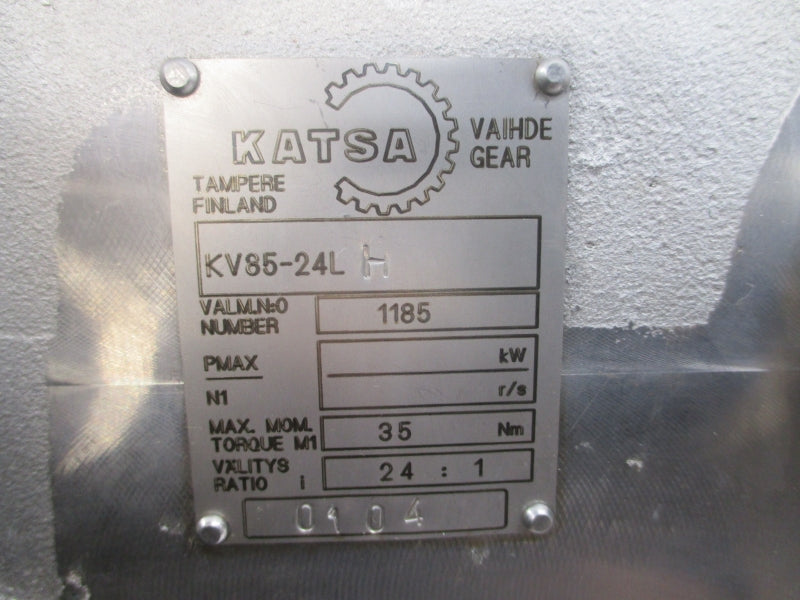 KATSA
VAIHDE
GEAR
TAMPERE
FINLAND
KV85-24L H
VALM.N:O
NUMBER
1185
PMAX
kW
N1
r/s
MAX. MOM.
TORQUE M1
35 Nm
VÄLITYS
RATIO i
24 : 1
0104